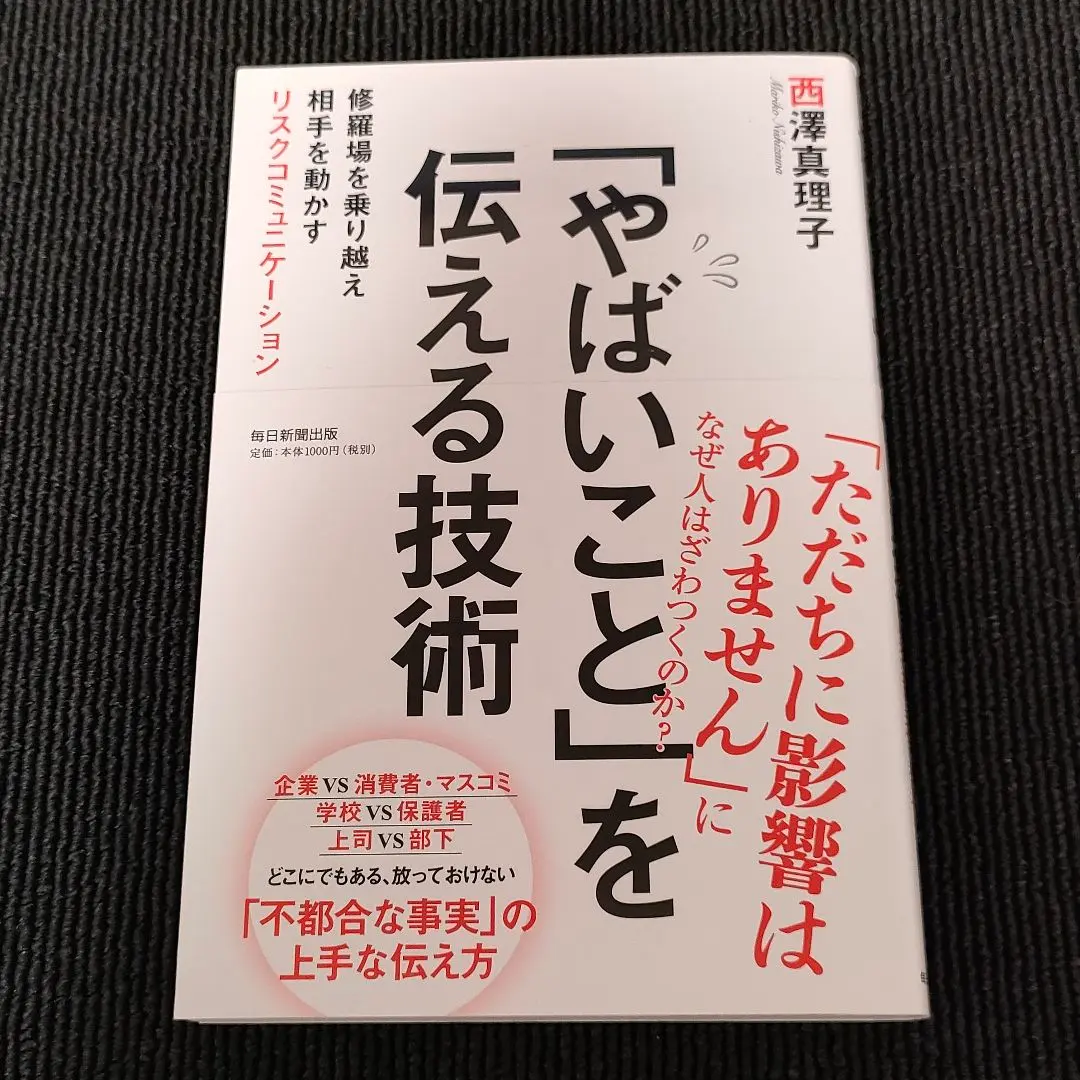 西澤真理子
Mariko Nishizawa
「やばいこと」を
伝える技術
修羅場を乗り越え
相手を動かす
リスクコミュニケーション
「ただちに影響は
ありません」に
なぜ人はざわつくのか?
毎日新聞出版
定価:本体1000円(税別)
企業 VS 消費者・マスコミ
学校 VS 保護者
上司 VS 部下
どこにでもある、放っておけない
「不都合な事実」の
上手な伝え方